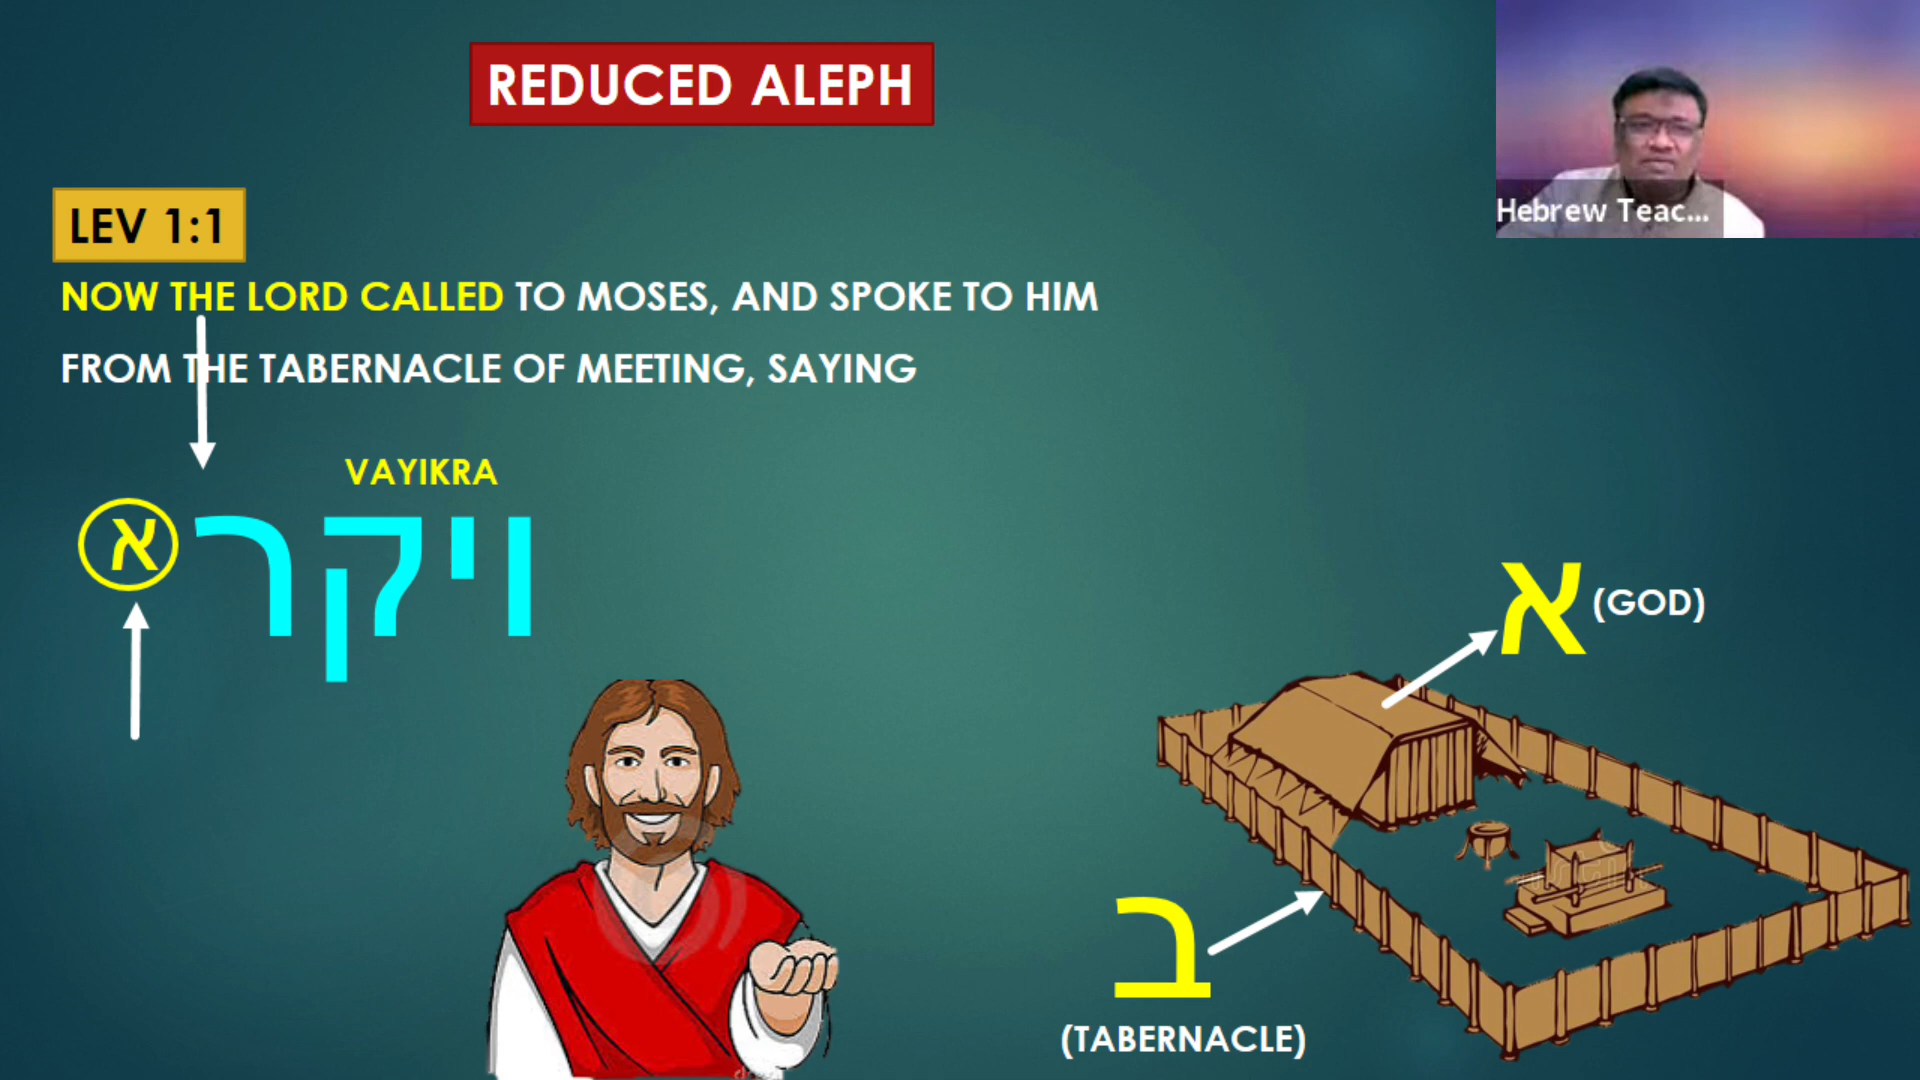 REDUCED ALEPH
Hebrew Teac...
LEV 1:1
NOW THE LORD CALLED TO MOSES, AND SPOKE TO HIM
FROM THE TABERNACLE OF MEETING, SAYING
VAYIKRA
ויקרא
א (GOD)
ב
(TABERNACLE)